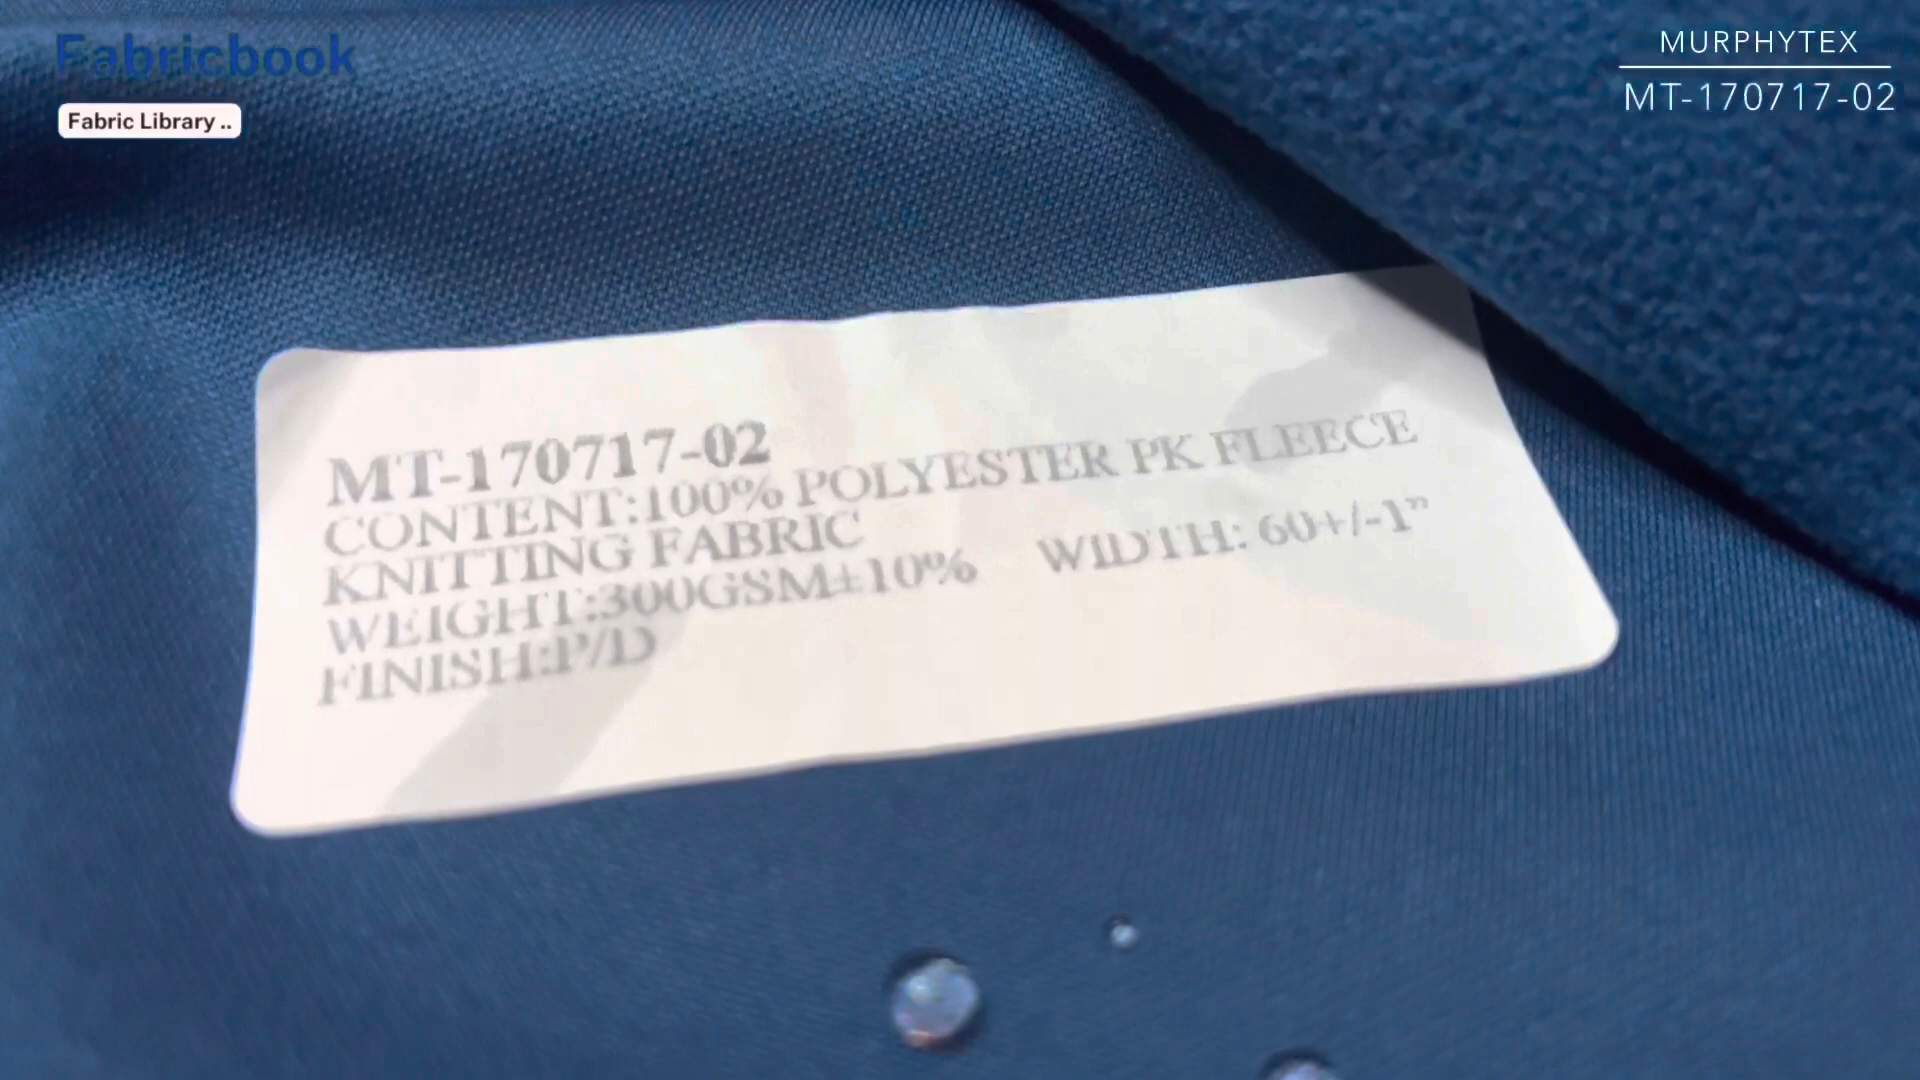 Fabricbook
Fabric Library ..
MURPHYTEX
MT-170717-02
MT-170717-02
CONTENT:100% POLYESTER PK FLEECE
KNITTING FABRIC
WEIGHT:300GSM±10% WIDTH: 60+/-1”
FINISH:P/D